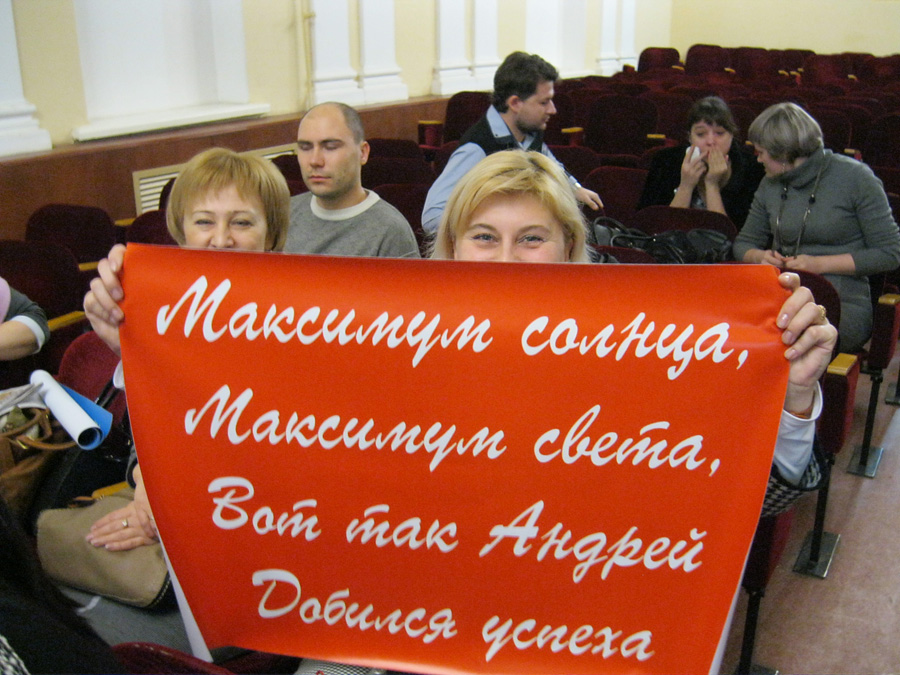 Максимум солнца,
Максимум света,
Вот так Андрей
Добился успеха